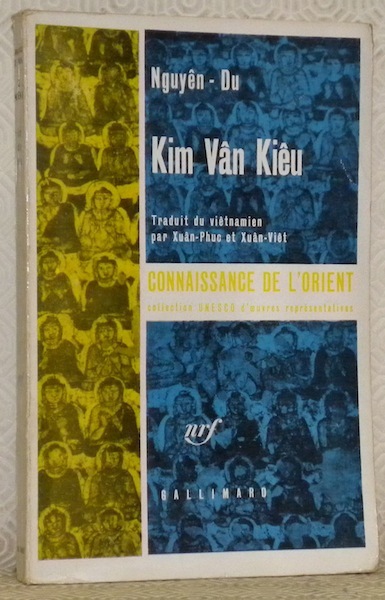 Nguyên - Du
Kim Vân Kiêu
Traduit du viêtnamien
par Xuân-Phuc et Xuân-Viêt
CONNAISSANCE DE L'ORIENT
collection UNESCO d'œuvres représentatives
nrf
GALLIMARD